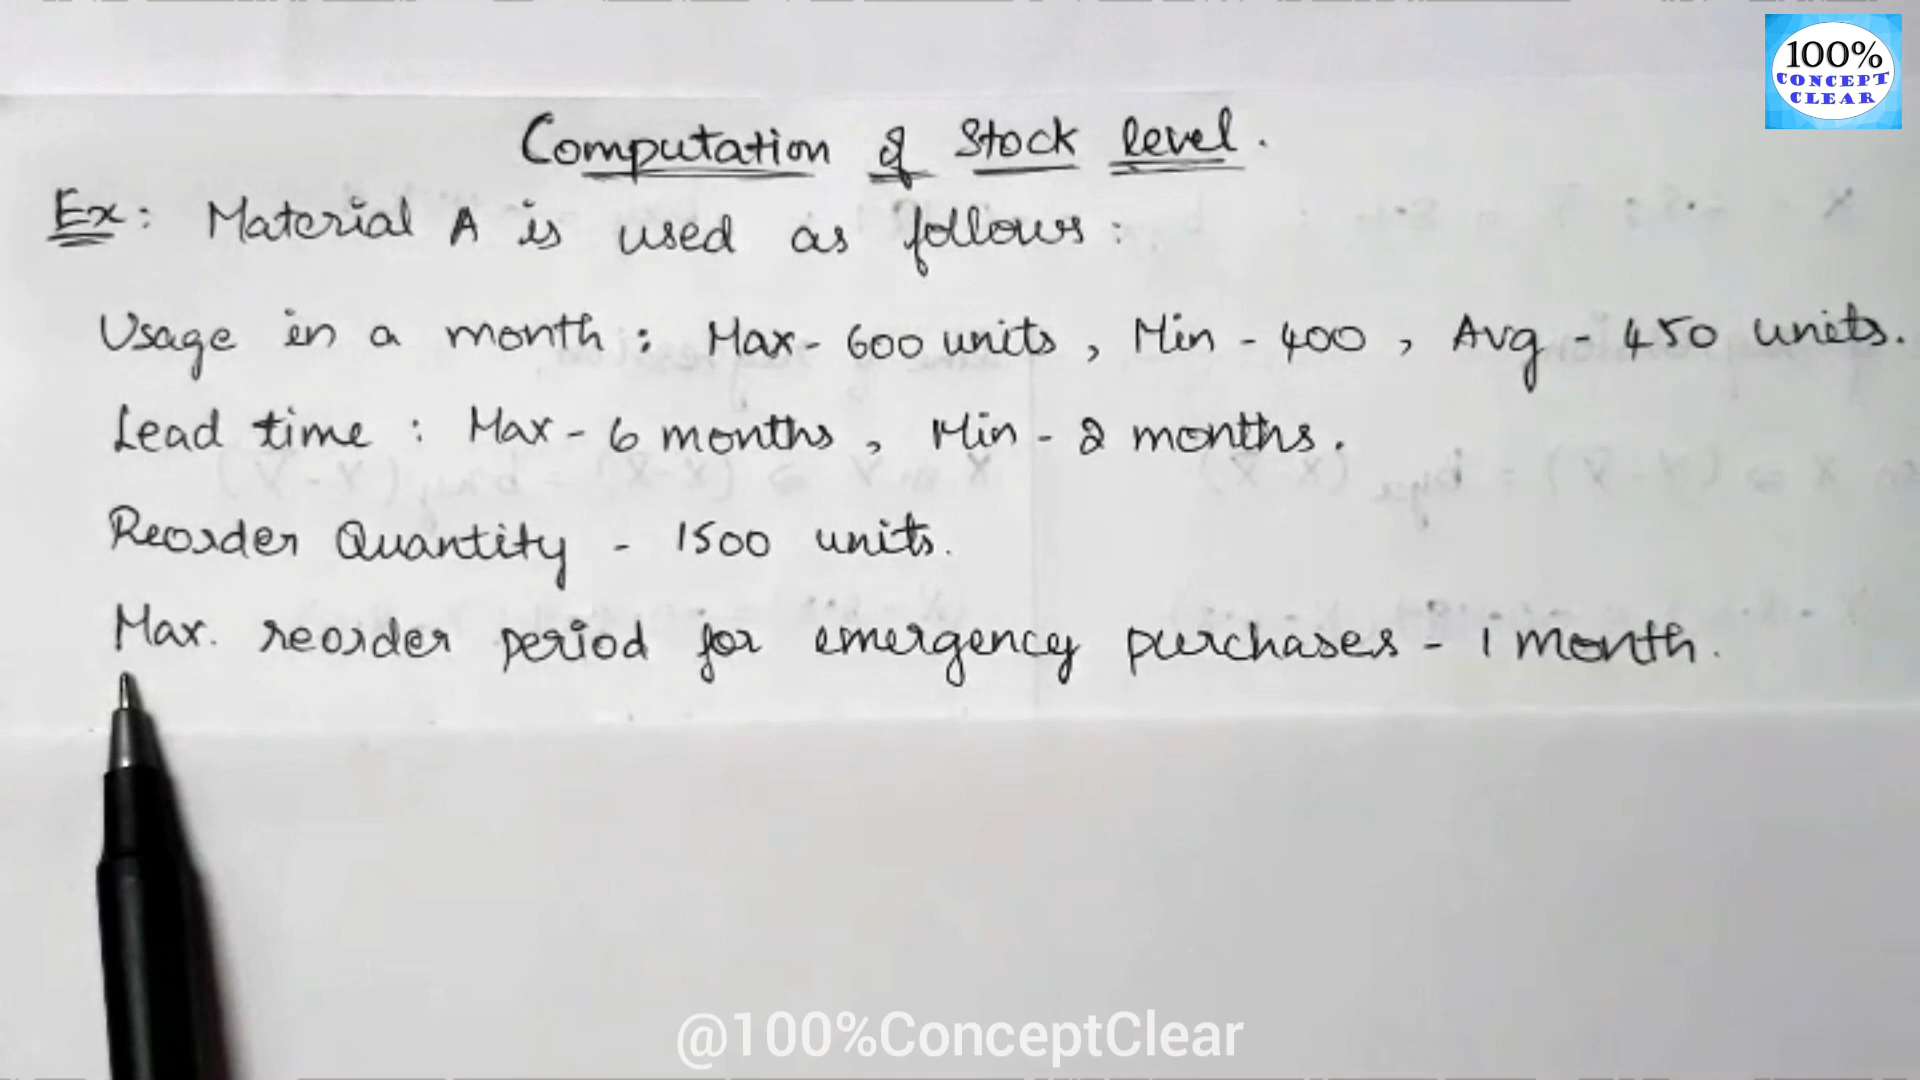 100%
CONCEPT
CLEAR
Computation of Stock level.
Ex: Material A is used as follows:
Usage in a month: Max- 600 units, Min - 400, Avg - 450 units.
Lead time: Max - 6 months, Min - 2 months.
Reorder Quantity - 1500 units.
Max. reorder period for emergency purchases - 1 month.
@100%ConceptClear